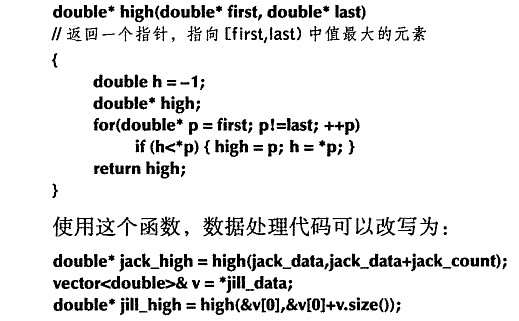 double* high(double* first, double* last)
// 返回一个指针，指向 [first,last) 中值最大的元素
{
double h = −1;
double* high;
for(double* p = first; p!=last; ++p)
if (h<*p) { high = p; h = *p; }
return high;
}
使用这个函数，数据处理代码可以改写为：
double* jack_high = high(jack_data,jack_data+jack_count);
vector<double>& v = *jill_data;
double* jill_high = high(&v[0],&v[0]+v.size());